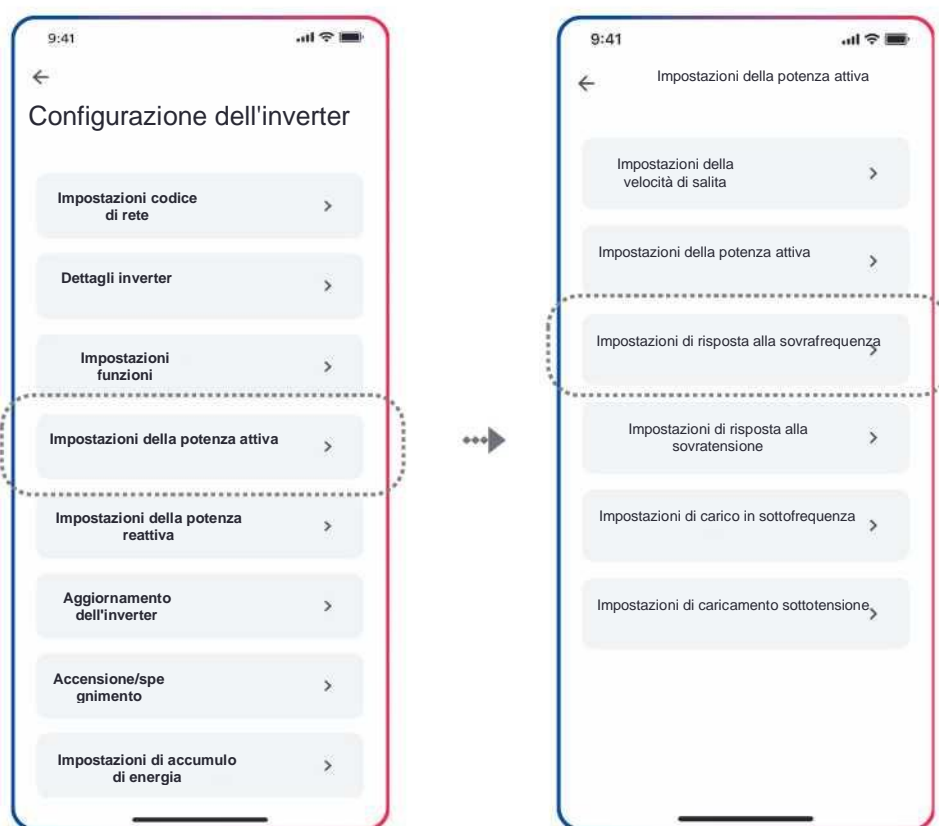 9:41
Configurazione dell'inverter
Impostazioni codice
di rete
Dettagli inverter
Impostazioni
funzioni
Impostazioni della potenza attiva
Impostazioni della potenza
reattiva
Aggiornamento
dell'inverter
Accensione/spe
gnimento
Impostazioni di accumulo
di energia
9:41
Impostazioni della potenza attiva
Impostazioni della
velocità di salita
Impostazioni della potenza attiva
Impostazioni di risposta alla sovrafrequenza
Impostazioni di risposta alla
sovratensione
Impostazioni di carico in sottofrequenza
Impostazioni di caricamento sottotensione